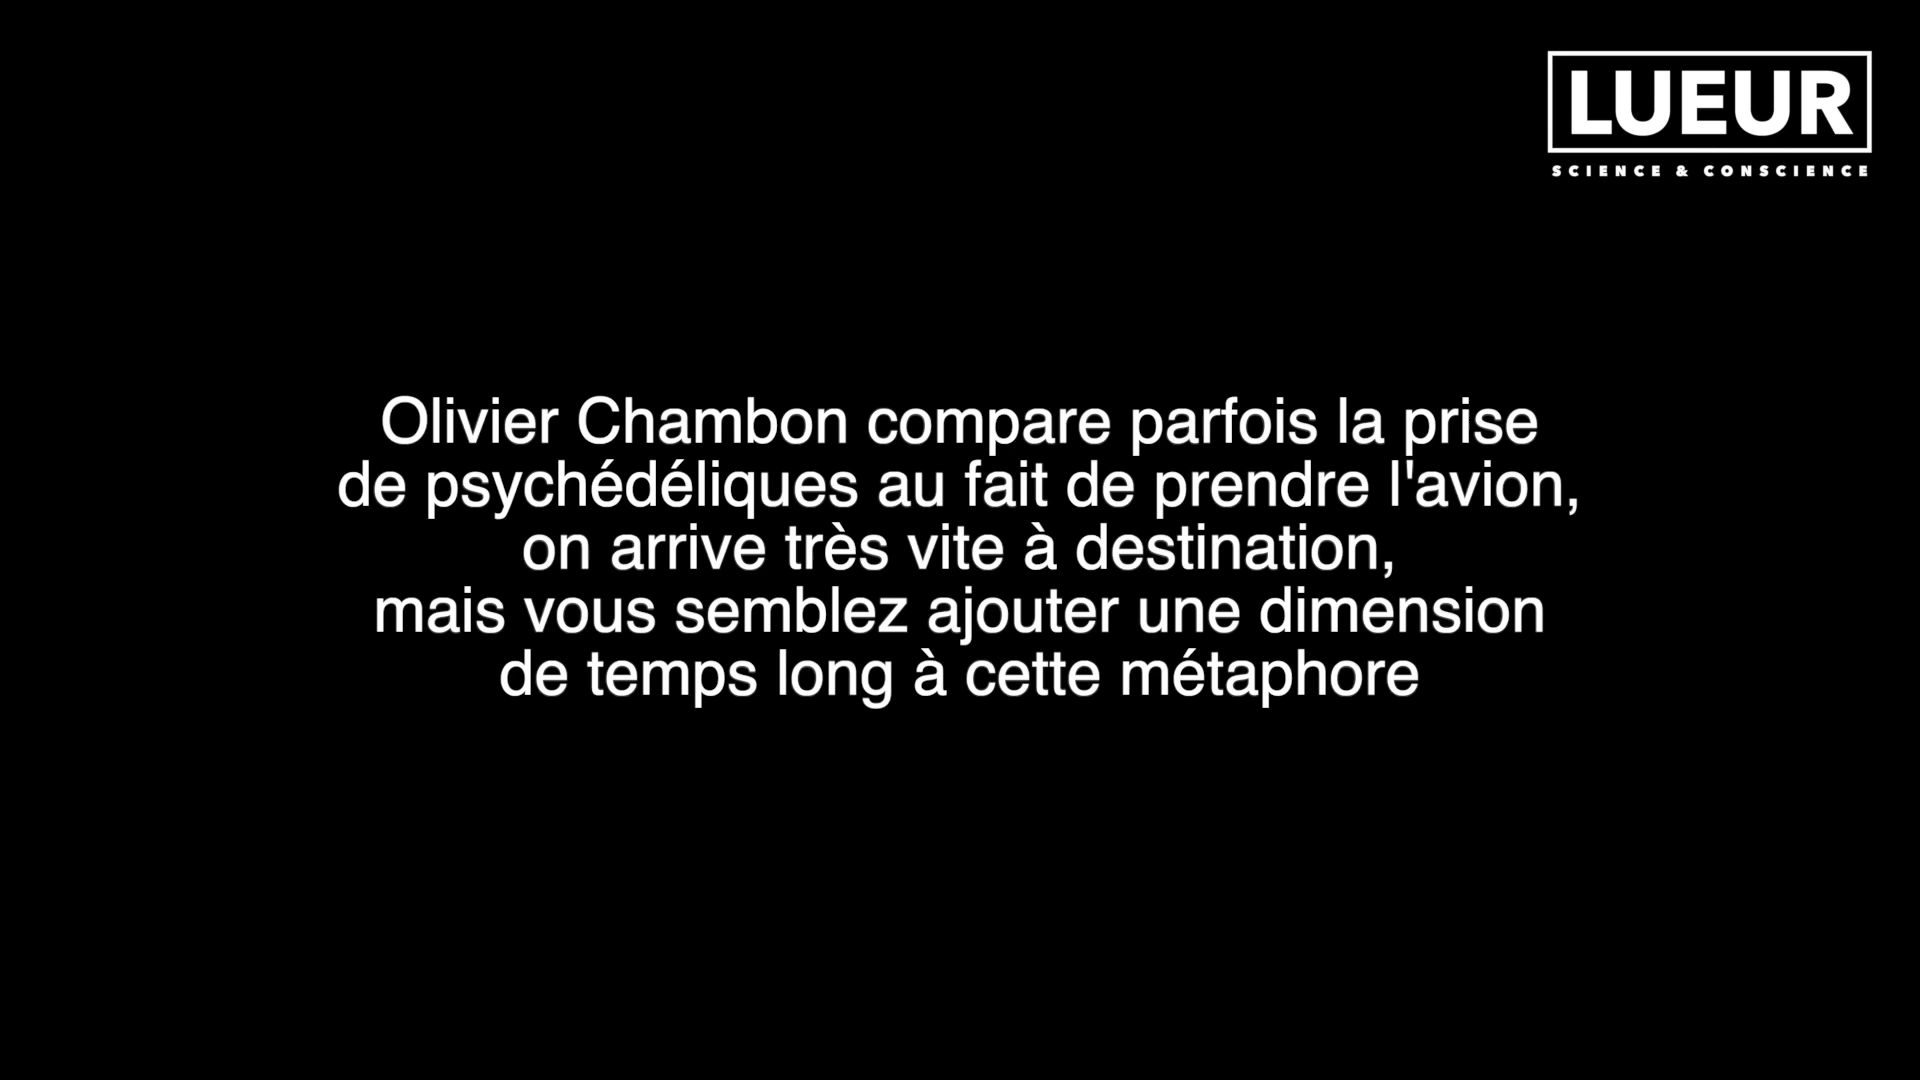 LUEUR
SCIENCE & CONSCIENCE
Olivier Chambon compare parfois la prise
de psychédéliques au fait de prendre l'avion,
on arrive très vite à destination,
mais vous semblez ajouter une dimension
de temps long à cette métaphore